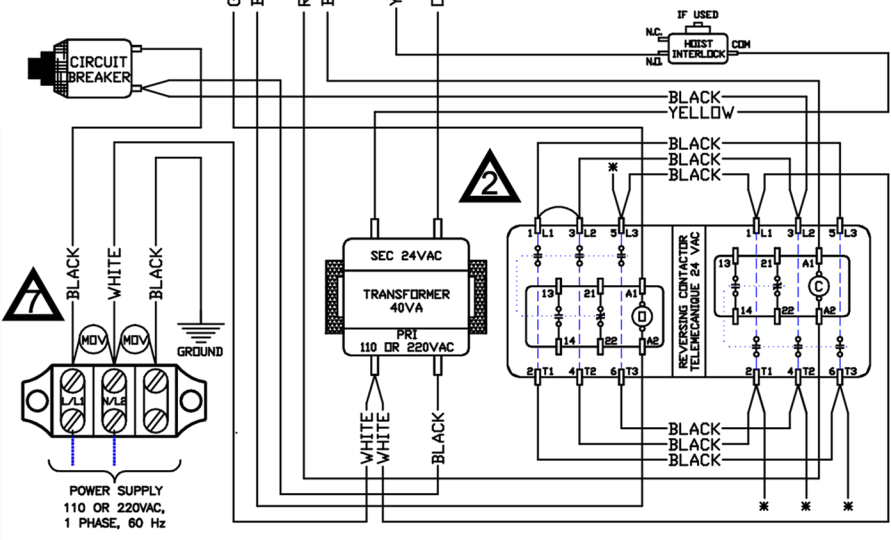 IF USED
N.C.
N.O.
HOIST
INTERLOCK
COM
CIRCUIT
BREAKER
BLACK
YELLOW
BLACK
BLACK
BLACK
*
2
7
BLACK
WHITE
BLACK
MOV
MOV
GROUND
L/L1
N/L2
POWER SUPPLY
110 OR 220VAC,
1 PHASE, 60 Hz
SEC 24VAC
TRANSFORMER
40VA
PRI
110 OR 220VAC
WHITE
WHITE
BLACK
1 L1
3 L2
5 L3
13
21
A1
O
14
22
A2
2 T1
4 T2
6 T3
REVERSING CONTACTOR
TELEMECANIQUE 24 VAC
1 L1
3 L2
5 L3
13
21
A1
C
14
22
A2
2 T1
4 T2
6 T3
BLACK
BLACK
BLACK
* * *